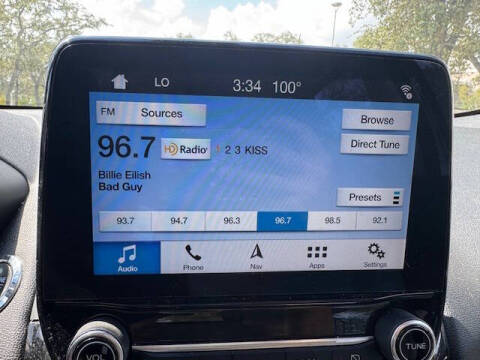 LO 3:34 100°
FM Sources
Browse
96.7 HD Radio 1 2 3 KISS
Direct Tune
Billie Eilish
Bad Guy
Presets
93.7 94.7 96.3 96.7 98.5 92.1
Audio Phone Nav Apps Settings
VOL TUNE